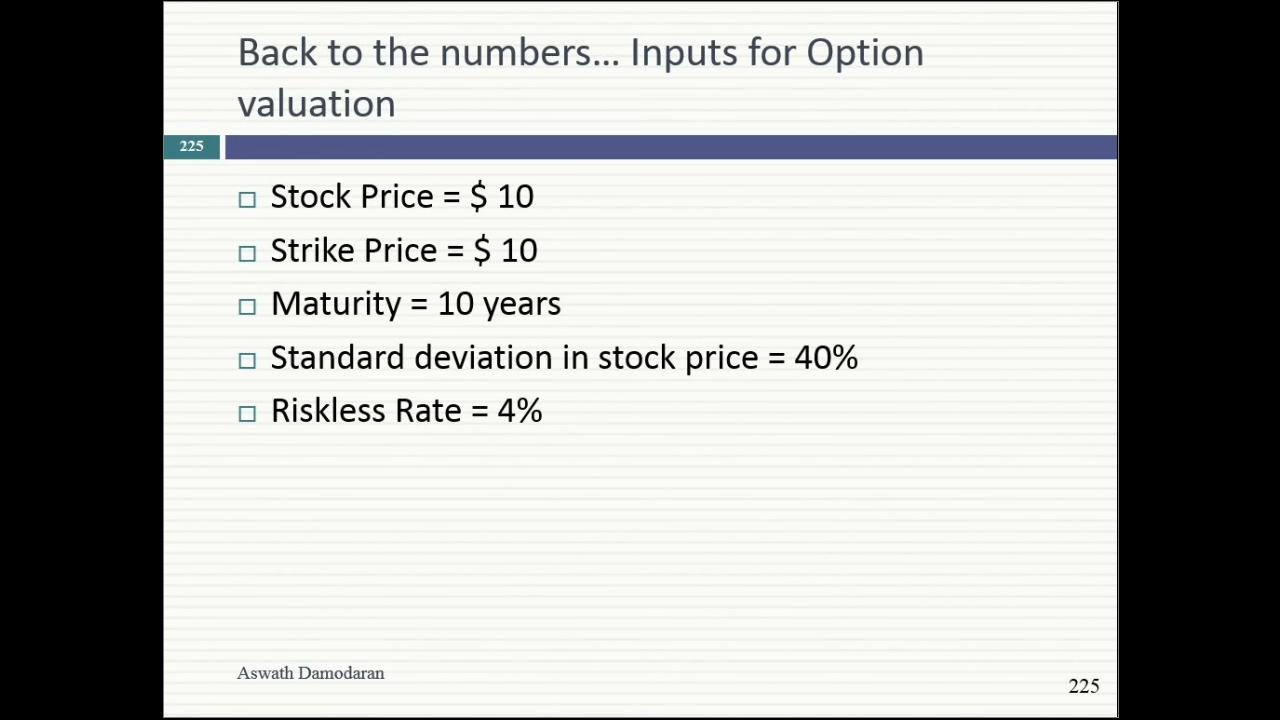 Back to the numbers... Inputs for Option
valuation
225
Stock Price = $ 10
Strike Price = $ 10
Maturity = 10 years
Standard deviation in stock price = 40%
Riskless Rate = 4%
Aswath Damodaran
225